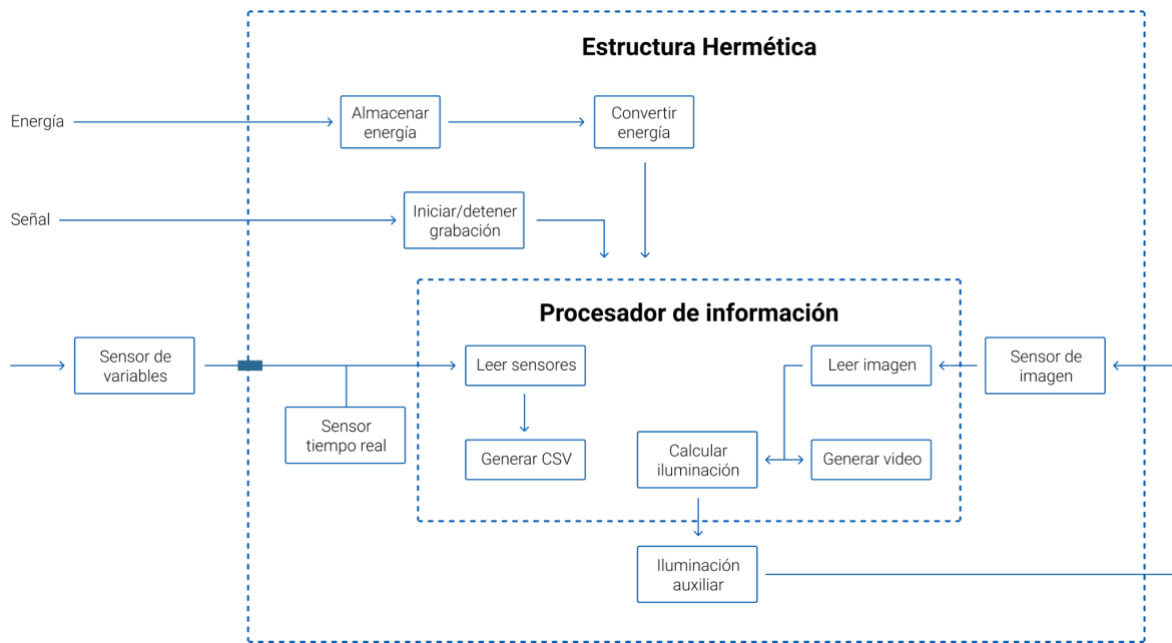 Estructura Hermética
Energía
Almacenar
energía
Convertir
energía
Señal
Iniciar/detener
grabación
Procesador de información
Sensor de
variables
Leer sensores
Leer imagen
Sensor de
imagen
Sensor
tiempo real
Generar CSV
Calcular
iluminación
Generar video
Iluminación
auxiliar